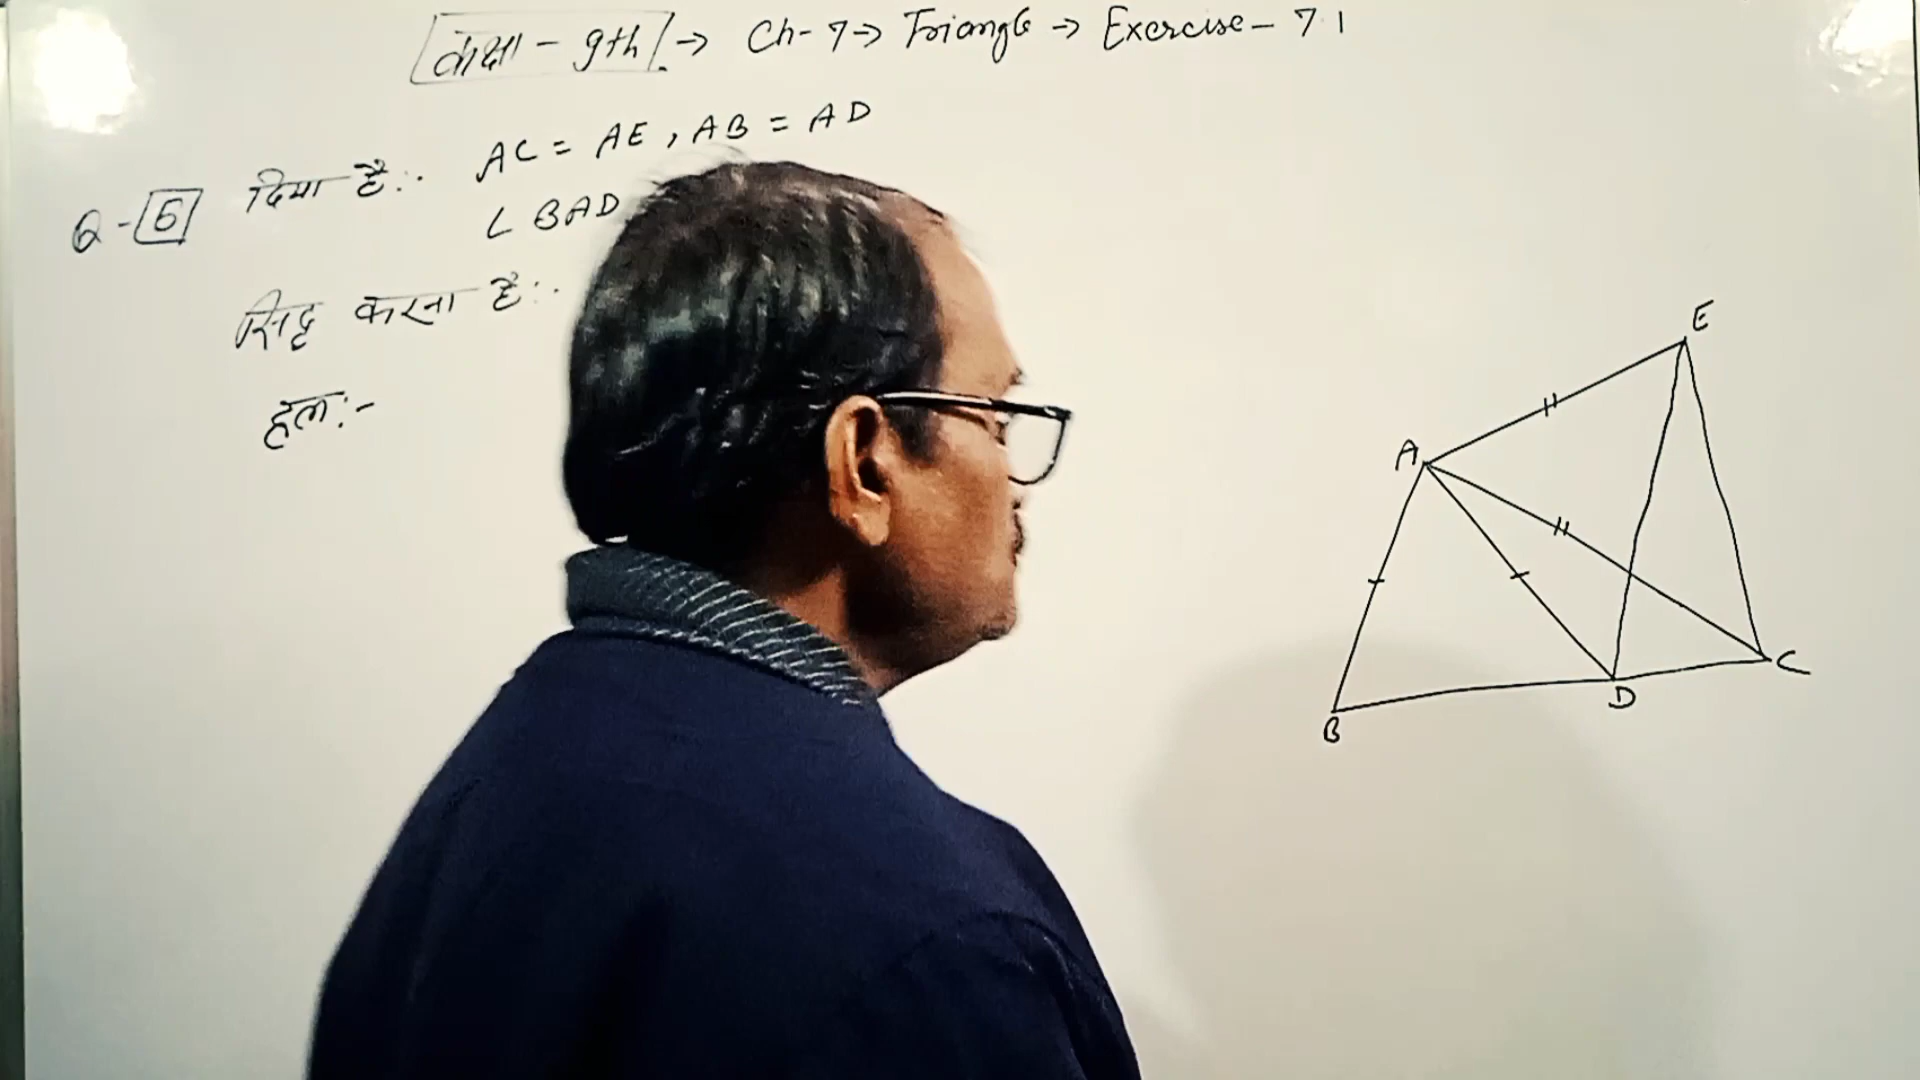 कक्षा - 9th → Ch- 7 → Triangle → Exercise - 7.1
Q - 6 दिया है:- AC = AE, AB = AD
∠BAD
सिद्ध करना है:-
हल:-
E
A
C
D
B